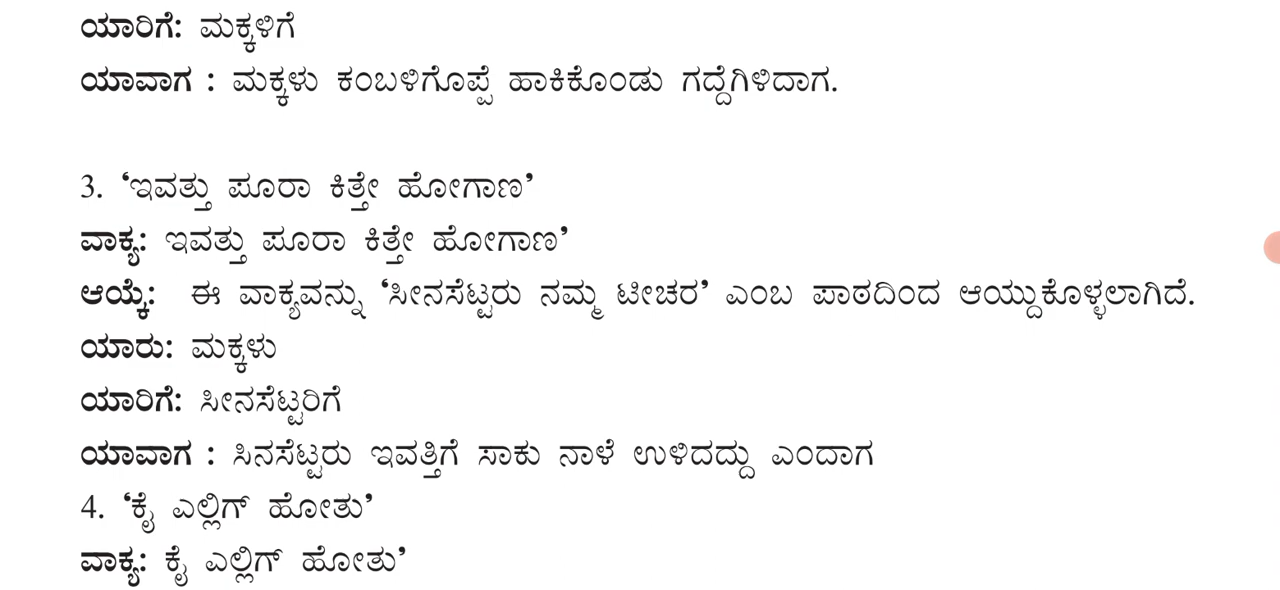 ಯಾರಿಗೆ: ಮಕ್ಕಳಿಗೆ
ಯಾವಾಗ : ಮಕ್ಕಳು ಕಂಬಳಿಗೊಪ್ಪೆ ಹಾಕಿಕೊಂಡು ಗದ್ದೆಗಿಳಿದಾಗ.
3. ‘ಇವತ್ತು ಪೂರಾ ಕಿತ್ತೇ ಹೋಗಾಣ’
ವಾಕ್ಯ: ಇವತ್ತು ಪೂರಾ ಕಿತ್ತೇ ಹೋಗಾಣ’
ಆಯ್ಕೆ: ಈ ವಾಕ್ಯವನ್ನು ‘ಸೀನಸೆಟ್ಟರು ನಮ್ಮ ಟೀಚರ’ ಎಂಬ ಪಾಠದಿಂದ ಆಯ್ದುಕೊಳ್ಳಲಾಗಿದೆ.
ಯಾರು: ಮಕ್ಕಳು
ಯಾರಿಗೆ: ಸೀನಸೆಟ್ಟರಿಗೆ
ಯಾವಾಗ : ಸಿನಸೆಟ್ಟರು ಇವತ್ತಿಗೆ ಸಾಕು ನಾಳೆ ಉಳಿದದ್ದು ಎಂದಾಗ
4. ‘ಕೈ ಎಲ್ಲಿಗ್ ಹೋತು’
ವಾಕ್ಯ: ಕೈ ಎಲ್ಲಿಗ್ ಹೋತು’